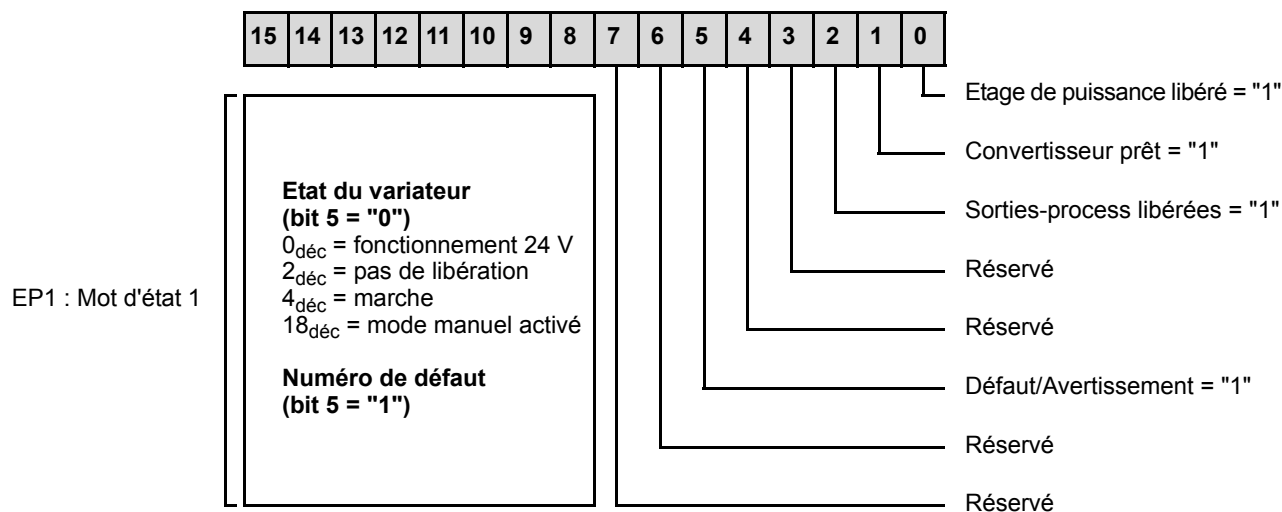 15 14 13 12 11 10 9 8 7 6 5 4 3 2 1 0
Etage de puissance libéré = "1"
Convertisseur prêt = "1"
Sorties-process libérées = "1"
Réservé
Réservé
Défaut/Avertissement = "1"
Réservé
Réservé
EP1 : Mot d'état 1
Etat du variateur
(bit 5 = "0")
0déc = fonctionnement 24 V
2déc = pas de libération
4déc = marche
18déc = mode manuel activé
Numéro de défaut
(bit 5 = "1")